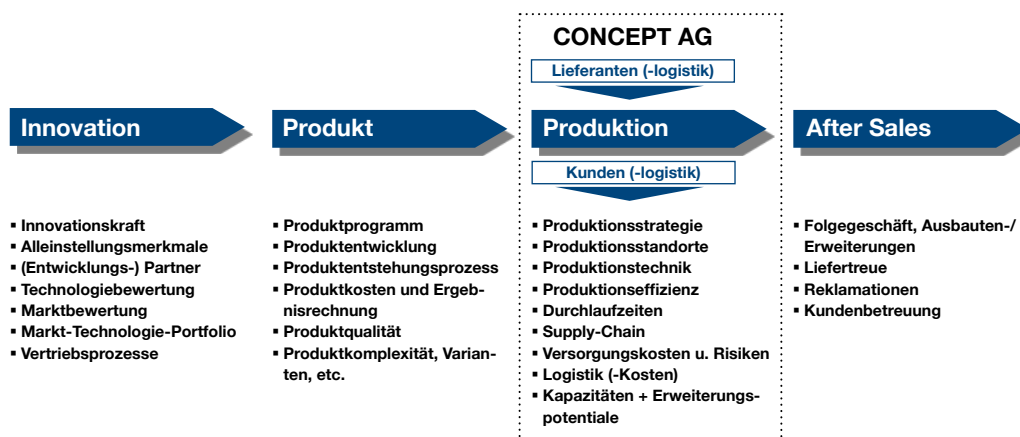 CONCEPT AG
Lieferanten (-logistik)
Innovation
Produkt
Produktion
After Sales
Kunden (-logistik)
▪ Innovationskraft
▪ Alleinstellungsmerkmale
▪ (Entwicklungs-) Partner
▪ Technologiebewertung
▪ Marktbewertung
▪ Markt-Technologie-Portfolio
▪ Vertriebsprozesse
▪ Produktprogramm
▪ Produktentwicklung
▪ Produktentstehungsprozess
▪ Produktkosten und Ergeb-
nisrechnung
▪ Produktqualität
▪ Produktkomplexität, Varian-
ten, etc.
▪ Produktionsstrategie
▪ Produktionsstandorte
▪ Produktionstechnik
▪ Produktionseffizienz
▪ Durchlaufzeiten
▪ Supply-Chain
▪ Versorgungskosten u. Risiken
▪ Logistik (-Kosten)
▪ Kapazitäten + Erweiterungs-
potentiale
▪ Folgegeschäft, Ausbauten-/
Erweiterungen
▪ Liefertreue
▪ Reklamationen
▪ Kundenbetreuung